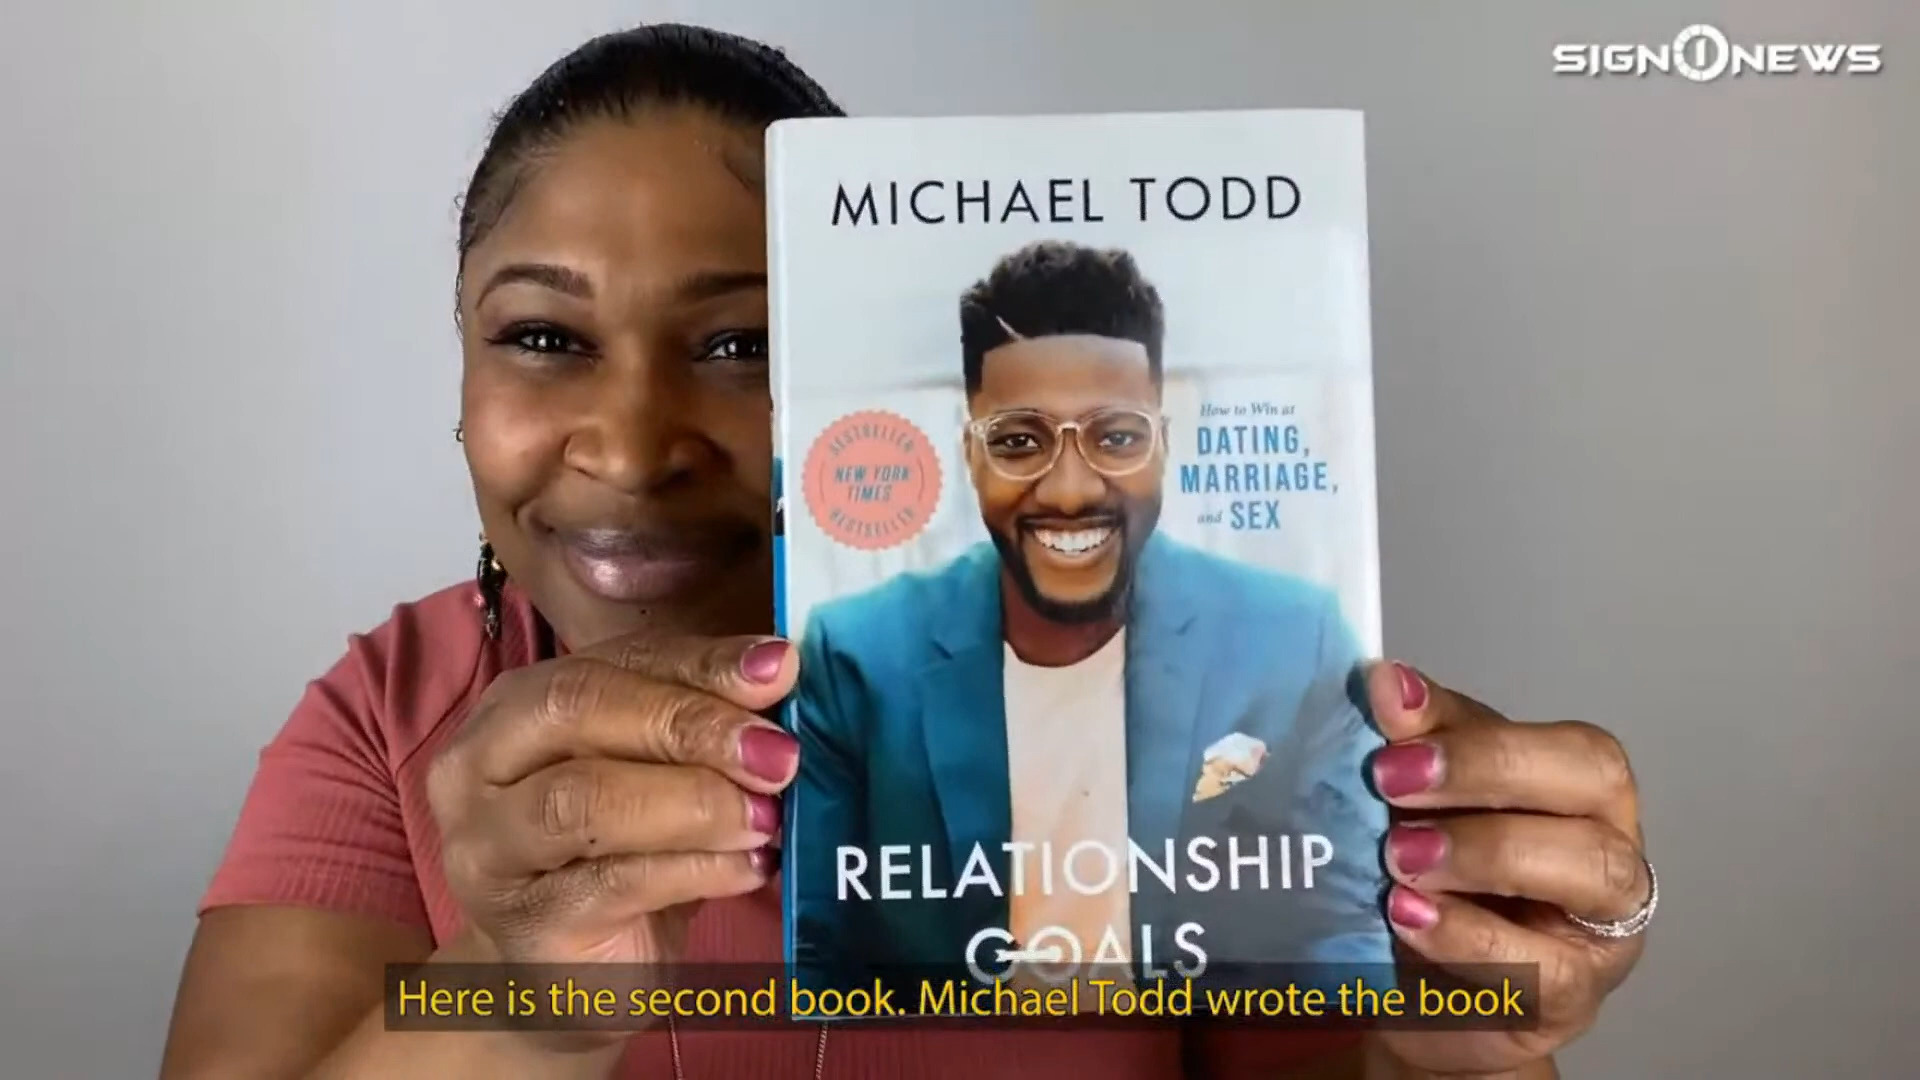 SIGN1NEWS
MICHAEL TODD
How to Win at
DATING,
MARRIAGE,
and SEX
BESTSELLER
NEW YORK
TIMES
BESTSELLER
RELATIONSHIP
GOALS
Here is the second book. Michael Todd wrote the book